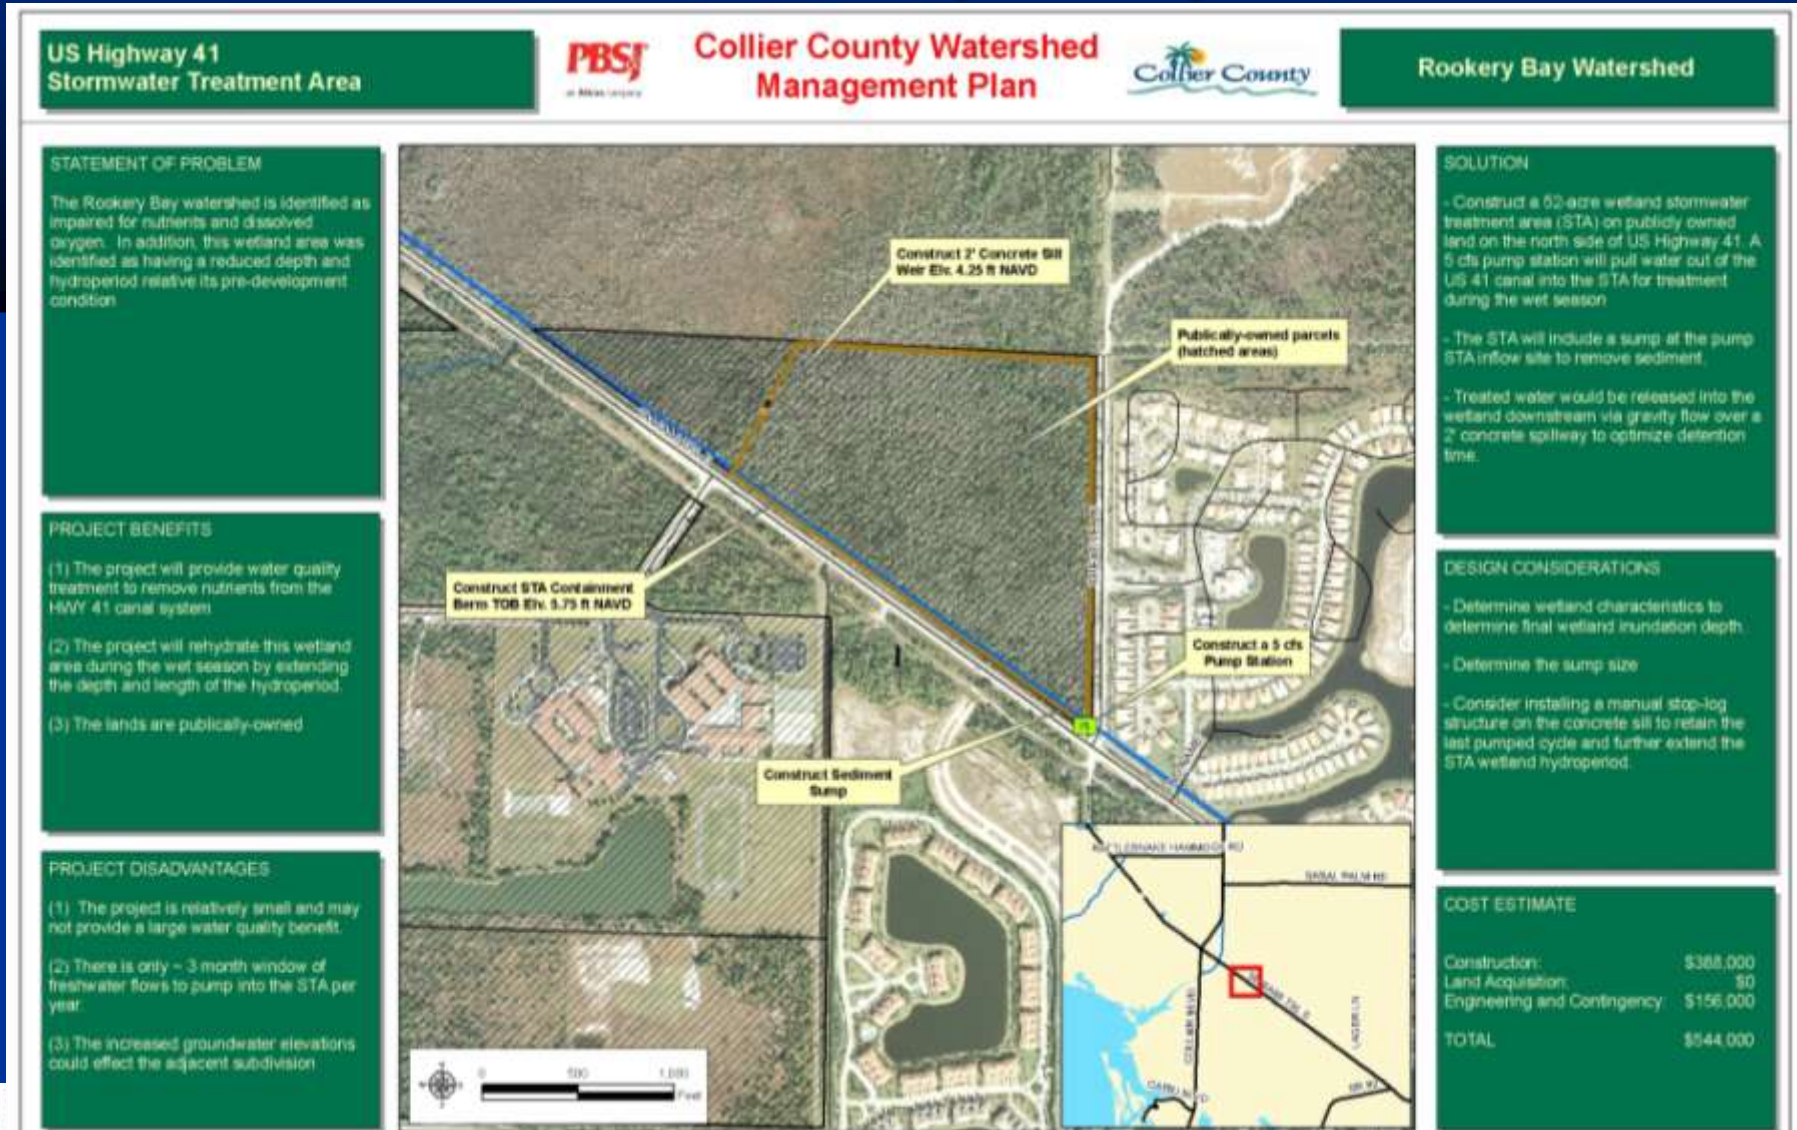 US Highway 41
Stormwater Treatment Area
PBSJ
an Atkins company
Collier County Watershed
Management Plan
Collier County
Rookery Bay Watershed
STATEMENT OF PROBLEM
The Rookery Bay watershed is identified as
impaired for nutrients and dissolved
oxygen. In addition, this wetland area was
identified as having a reduced depth and
hydroperiod relative its pre-development
condition
PROJECT BENEFITS
(1) The project will provide water quality
treatment to remove nutrients from the
HWY 41 canal system
(2) The project will rehydrate this wetland
area during the wet season by extending
the depth and length of the hydroperiod.
(3) The lands are publically-owned
PROJECT DISADVANTAGES
(1) The project is relatively small and may
not provide a large water quality benefit.
(2) There is only ~ 3 month window of
freshwater flows to pump into the STA per
year.
(3) The increased groundwater elevations
could effect the adjacent subdivision
Construct 2' Concrete Sill
Weir Elv. 4.25 ft NAVD
Publically-owned parcels
(hatched areas)
Construct STA Containment
Berm TOB Elv. 5.75 ft NAVD
Construct a 5 cfs
Pump Station
Construct Sediment
Sump
PS
0 500 1,000
Feet
RATTLESNAKE HAMMOCK RD
SABAL PALM RD
COLLIER BLVD
TAMIAMI TRL E
SOLUTION
- Construct a 52-acre wetland stormwater
treatment area (STA) on publicly owned
land on the north side of US Highway 41. A
5 cfs pump station will pull water out of the
US 41 canal into the STA for treatment
during the wet season
- The STA will include a sump at the pump
STA inflow site to remove sediment.
- Treated water would be released into the
wetland downstream via gravity flow over a
2' concrete spillway to optimize detention
time.
DESIGN CONSIDERATIONS
- Determine wetland characteristics to
determine final wetland inundation depth.
- Determine the sump size
- Consider installing a manual stop-log
structure on the concrete sill to retain the
last pumped cycle and further extend the
STA wetland hydroperiod.
COST ESTIMATE
Construction: $388,000
Land Acquisition: $0
Engineering and Contingency: $156,000
TOTAL $544,000